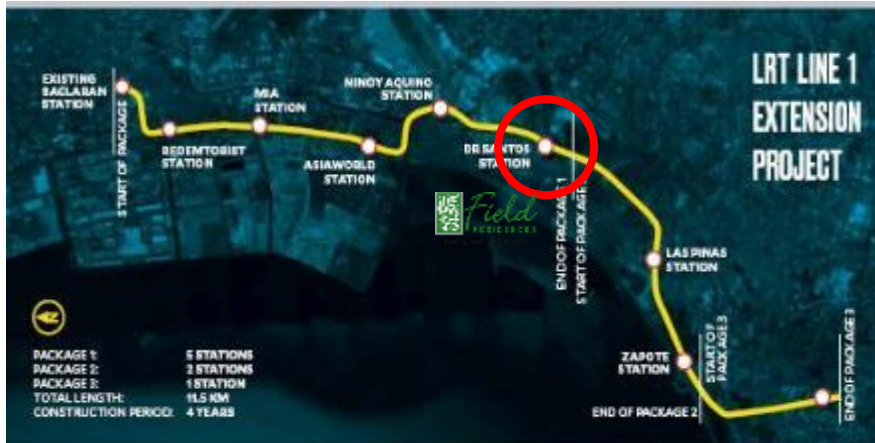 LRT LINE 1
EXTENSION
PROJECT
EXISTING
BACLARAN
STATION
START OF PACKAGE
REDEMTORIST
STATION
MIA
STATION
ASIAWORLD
STATION
NINOY AQUINO
STATION
DR SANTOS
STATION
Field
RESIDENCES
END OF PACKAGE 1
START OF PACKAGE
LAS PINAS
STATION
ZAPOTE
STATION
START OF
PACKAGE 3
END OF PACKAGE 2
END OF PACKAGE 3
PACKAGE 1: 5 STATIONS
PACKAGE 2: 2 STATIONS
PACKAGE 3: 1 STATION
TOTAL LENGTH: 11.5 KM
CONSTRUCTION PERIOD: 4 YEARS